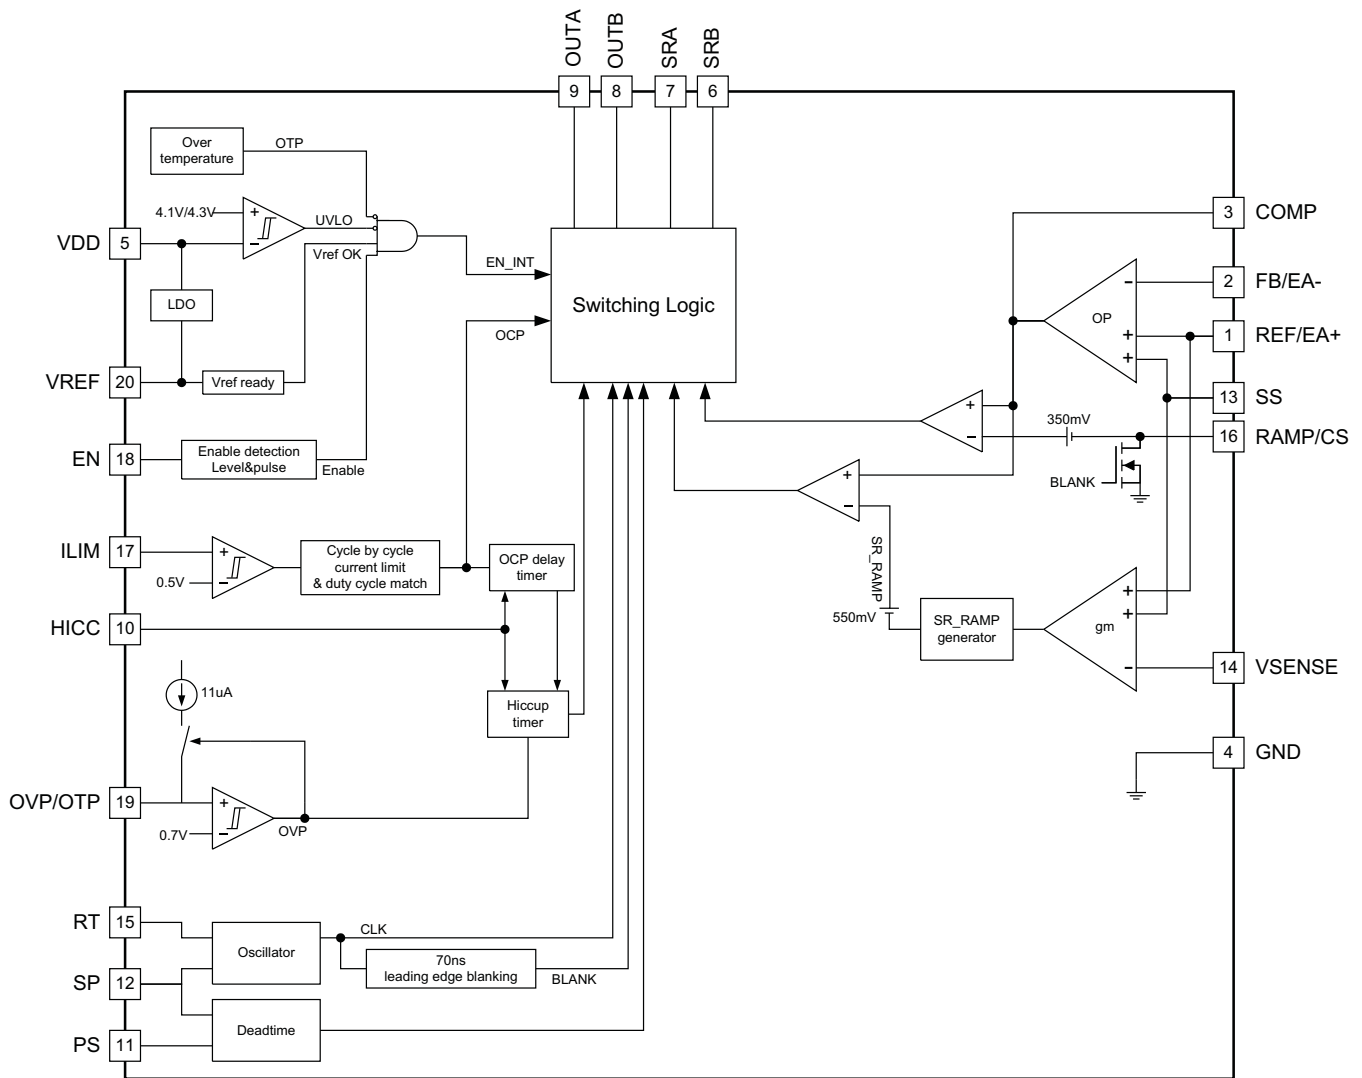 OUTA
OUTB
SRA
SRB
9
8
7
6
Over
temperature
OTP
4.1V/4.3V
+
−
UVLO
VDD
5
Vref OK
LDO
EN_INT
Switching Logic
OCP
VREF
20
Vref ready
EN
18
Enable detection
Level&pulse
Enable
ILIM
17
+
0.5V
−
Cycle by cycle
current limit
& duty cycle match
OCP delay
timer
HICC
10
11uA
Hiccup
timer
OVP/OTP
19
+
0.7V
−
OVP
RT
15
Oscillator
CLK
70ns
leading edge blanking
BLANK
SP
12
Deadtime
PS
11
3
COMP
−
2
FB/EA-
OP
+
1
REF/EA+
+
13
SS
+
−
350mV
16
RAMP/CS
BLANK
+
−
SR_RAMP
550mV
SR_RAMP
generator
+
+
gm
−
14
VSENSE
4
GND